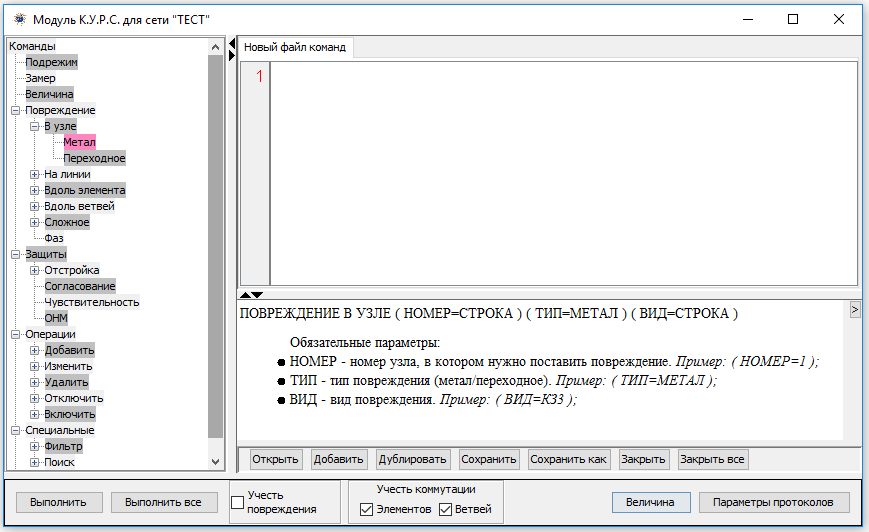 Модуль К.У.Р.С. для сети "ТЕСТ"
Команды
Подрежим
Замер
Величина
Повреждение
В узле
Метал
Переходное
На линии
Вдоль элемента
Вдоль ветвей
Сложное
Фаз
Защиты
Отстройка
Согласование
Чувствительность
ОНМ
Операции
Добавить
Изменить
Удалить
Отключить
Включить
Специальные
Фильтр
Поиск
Новый файл команд
1
ПОВРЕЖДЕНИЕ В УЗЛЕ ( НОМЕР=СТРОКА ) ( ТИП=МЕТАЛ ) ( ВИД=СТРОКА )
>
Обязательные параметры:
● НОМЕР - номер узла, в котором нужно поставить повреждение. Пример: ( НОМЕР=1 );
● ТИП - тип повреждения (метал/переходное). Пример: ( ТИП=МЕТАЛ );
● ВИД - вид повреждения. Пример: ( ВИД=КЗ3 );
Открыть Добавить Дублировать Сохранить Сохранить как Закрыть Закрыть все
Выполнить Выполнить все
Учесть
повреждения
Учесть коммутации
Элементов Ветвей
Величина Параметры протоколов